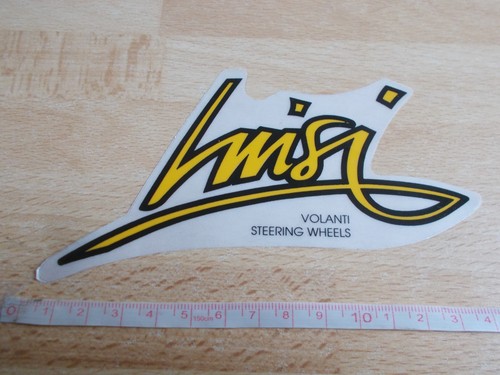 Luisi
VOLANTI
STEERING WHEELS
0 1 2 3 4 5 150cm 6 7 8 9 10 1 2 3 4